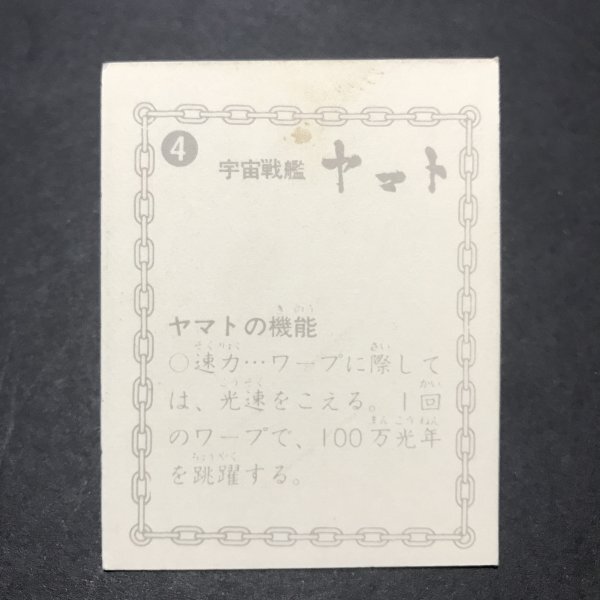 4
宇宙戦艦 ヤマト
ヤマトの機能
○速力…ワープに際して
は、光速をこえる。1回
のワープで、100万光年
を跳躍する。